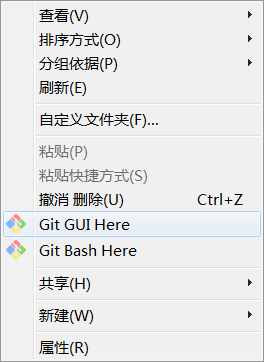 查看(V)
排序方式(O)
分组依据(P)
刷新(E)
自定义文件夹(F)...
粘贴(P)
粘贴快捷方式(S)
撤消 删除(U) Ctrl+Z
Git GUI Here
Git Bash Here
共享(H)
新建(W)
属性(R)